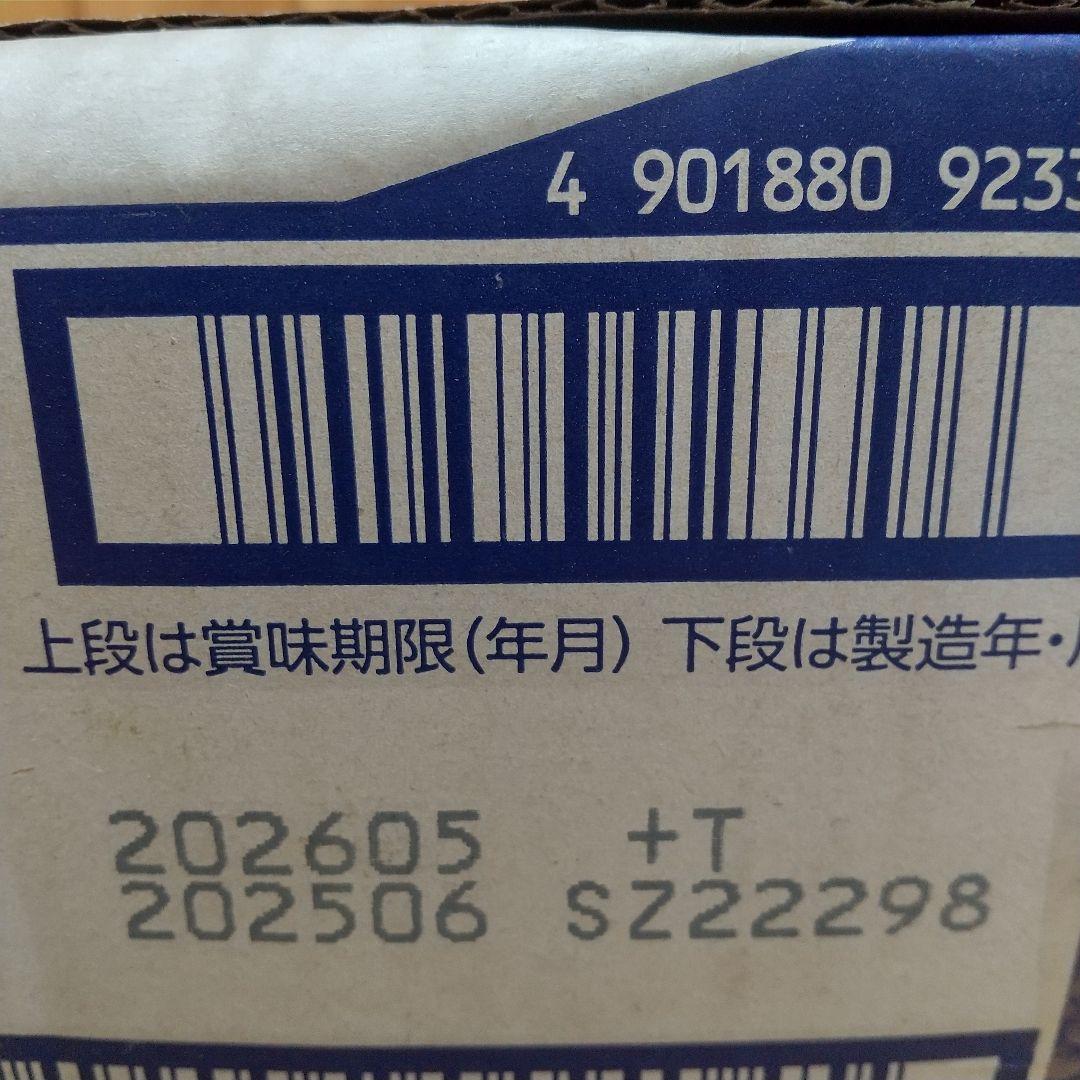 4 901880 9233
上段は賞味期限(年月) 下段は製造年・
202605 +T
202506 SZ22298